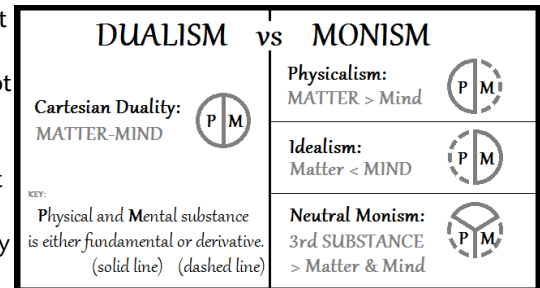 t
ot
t
y
DUALISM vs MONISM
Cartesian Duality:
MATTER-MIND
P M
KEY:
Physical and Mental substance
is either fundamental or derivative.
(solid line) (dashed line)
Physicalism:
MATTER > Mind
P M
Idealism:
Matter < MIND
P M
Neutral Monism:
3rd SUBSTANCE
> Matter & Mind
P M